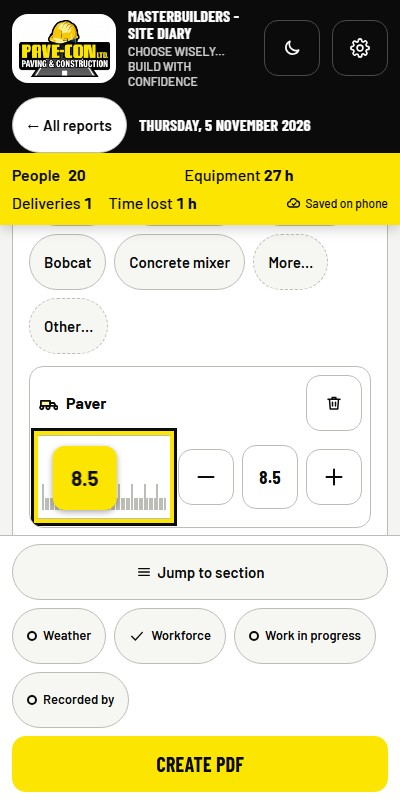 PAVE-CON LTD.
PAVING & CONSTRUCTION
MASTERBUILDERS –
SITE DIARY
CHOOSE WISELY...
BUILD WITH
CONFIDENCE
← All reports
THURSDAY, 5 NOVEMBER 2026
People 20
Equipment 27 h
Deliveries 1
Time lost 1 h
Saved on phone
Bobcat
Concrete mixer
More...
Other...
Paver
8.5
8.5
Jump to section
Weather
Workforce
Work in progress
Recorded by
CREATE PDF